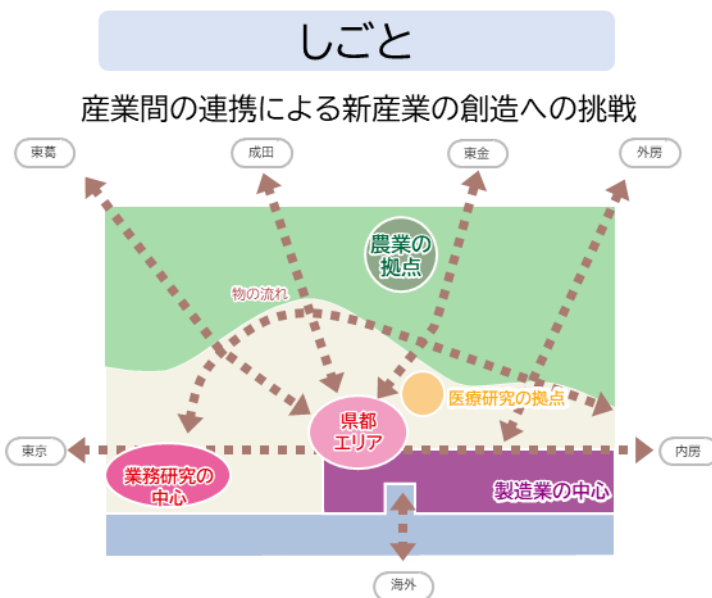 しごと
産業間の連携による新産業の創造への挑戦
東葛
成田
東金
外房
農業の
拠点
物の流れ
医療研究の拠点
県都
エリア
東京
内房
業務研究の
中心
製造業の中心
海外